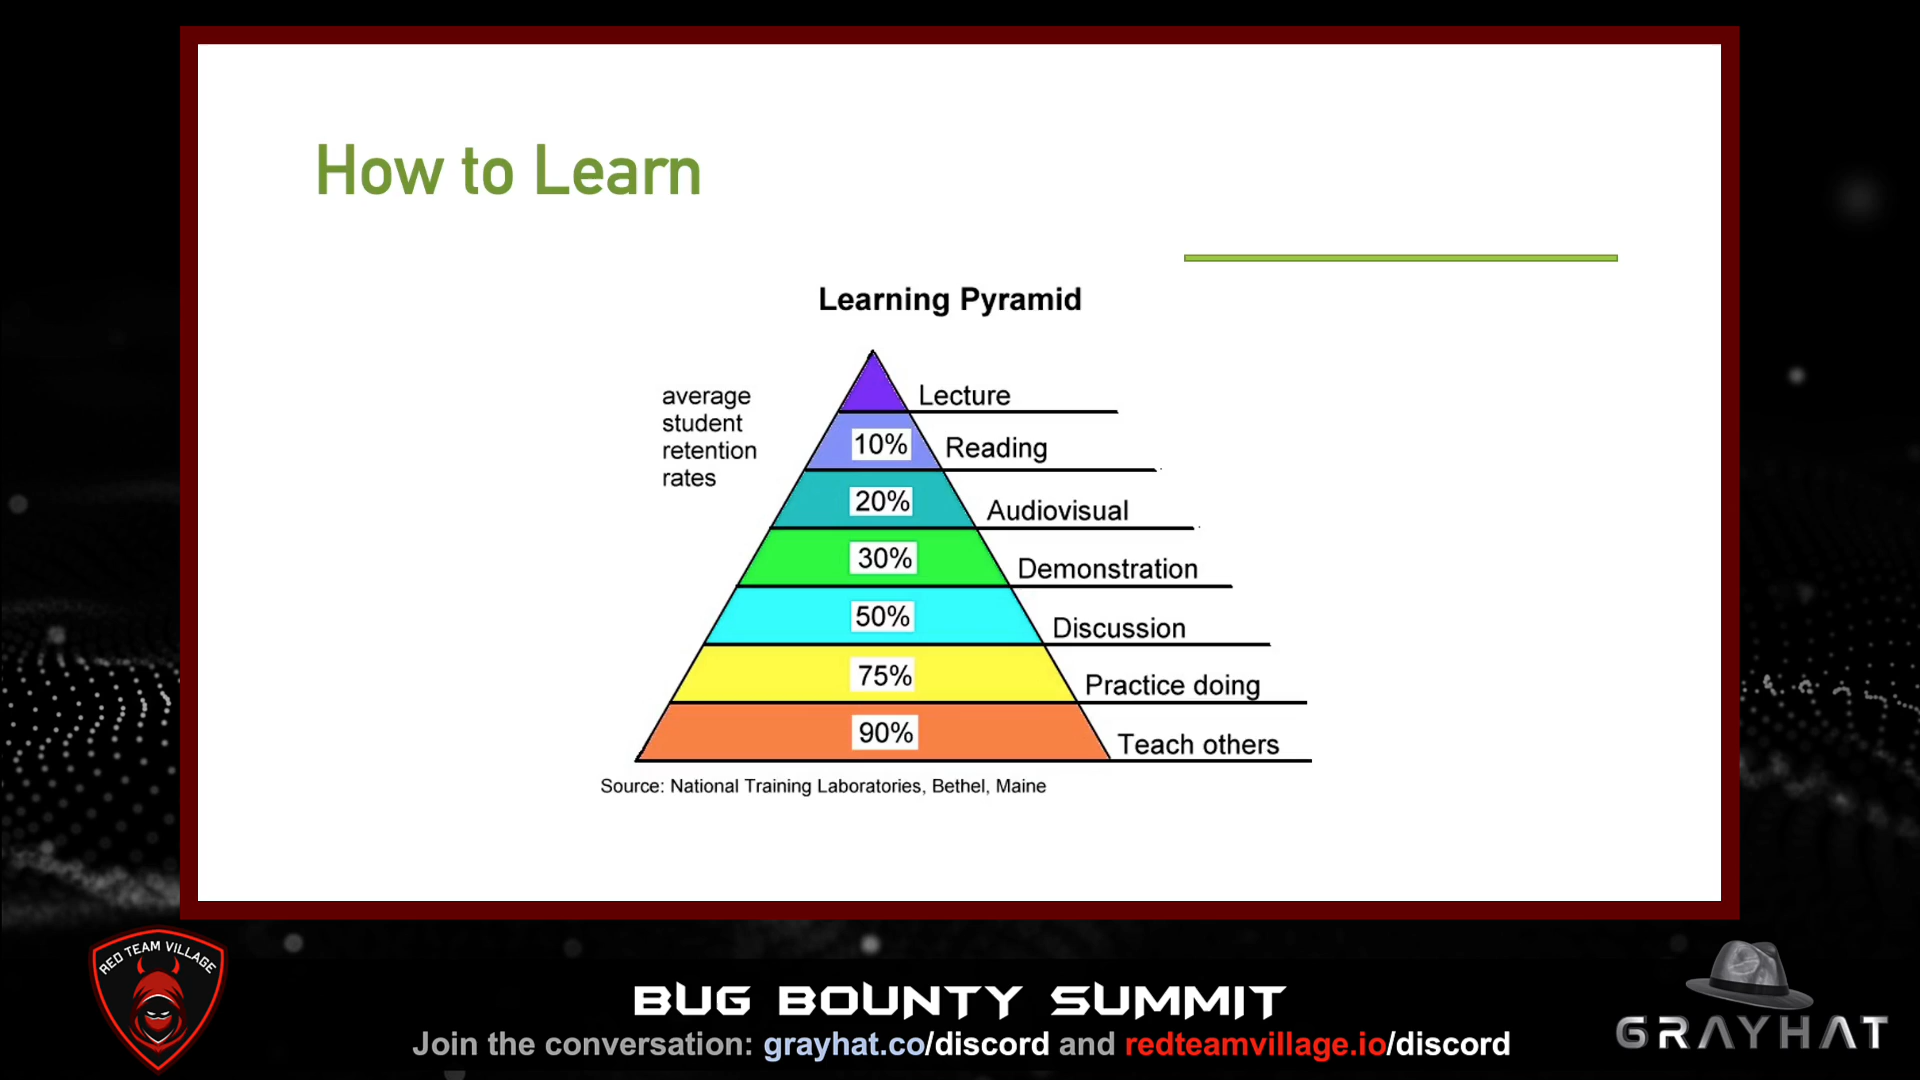 How to Learn
Learning Pyramid
average
student
retention
rates
Lecture
10%
Reading
20%
Audiovisual
30%
Demonstration
50%
Discussion
75%
Practice doing
90%
Teach others
Source: National Training Laboratories, Bethel, Maine
RED TEAM VILLAGE
BUG BOUNTY SUMMIT
Join the conversation: grayhat.co/discord and redteamvillage.io/discord
GRAYHAT